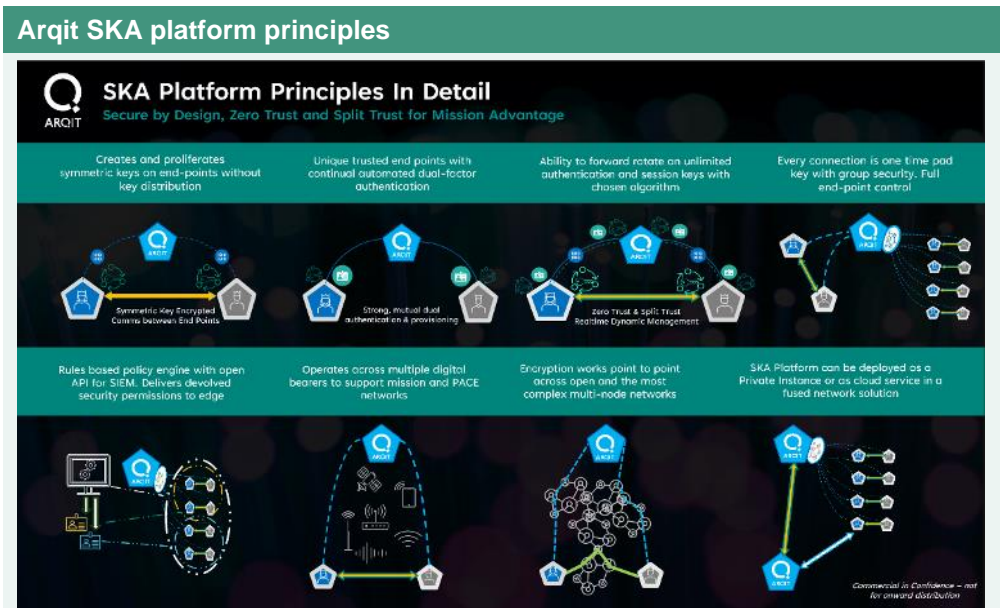 Arqit SKA platform principles
ARQIT
SKA Platform Principles In Detail
Secure by Design, Zero Trust and Split Trust for Mission Advantage
Creates and proliferates
symmetric keys on end-points without
key distribution
Unique trusted end points with
continual automated dual-factor
authentication
Ability to forward rotate an unlimited
authentication and session keys with
chosen algorithm
Every connection is one time pad
key with group security. Full
end-point control
ARQIT
Symmetric Key Encrypted
Comms between End Points
ARQIT
Strong, mutual dual
authentication & provisioning
ARQIT
Zero Trust & Split Trust
Realtime Dynamic Management
ARQIT
Rules based policy engine with open
API for SIEM. Delivers devolved
security permissions to edge
Operates across multiple digital
bearers to support mission and PACE
networks
Encryption works point to point
across open and the most
complex multi-node networks
SKA Platform can be deployed as a
Private Instance or as cloud service in a
fused network solution
ARQIT
ARQIT
ARQIT
ARQIT
ARQIT
Commercial in Confidence – not
for onward distribution